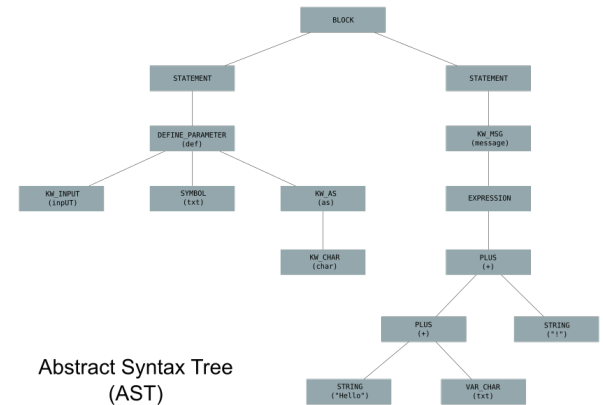 BLOCK
STATEMENT
STATEMENT
DEFINE_PARAMETER
(def)
KW_MSG
(message)
KW_INPUT
(inpUT)
SYMBOL
(txt)
KW_AS
(as)
EXPRESSION
KW_CHAR
(char)
PLUS
(+)
PLUS
(+)
STRING
("!")
Abstract Syntax Tree
(AST)
STRING
("Hello")
VAR_CHAR
(txt)